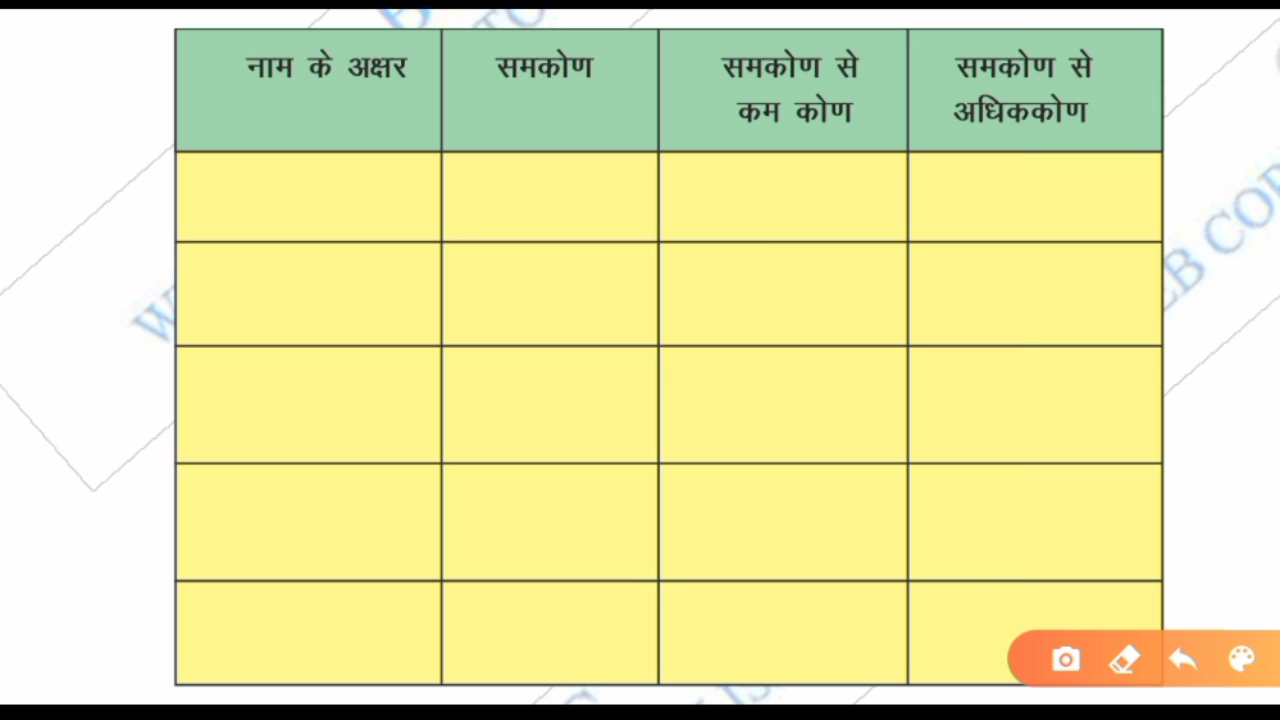 नाम के अक्षर
समकोण
समकोण से
कम कोण
समकोण से
अधिककोण